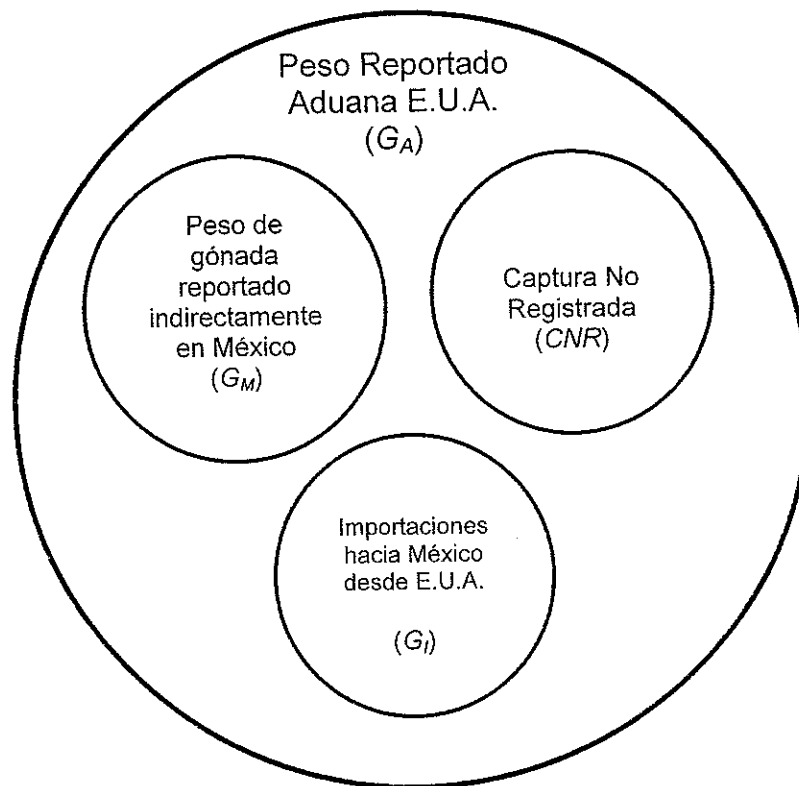 Peso Reportado
Aduana E.U.A.
(G_A)
Peso de
gónada
reportado
indirectamente
en México
(G_M)
Captura No
Registrada
(CNR)
Importaciones
hacia México
desde E.U.A.
(G_I)